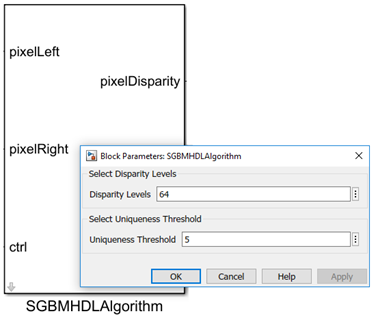 pixelLeft
pixelDisparity
pixelRight
ctrl
Block Parameters: SGBMHDLAlgorithm
Select Disparity Levels
Disparity Levels 64
Select Uniqueness Threshold
Uniqueness Threshold 5
OK Cancel Help Apply
SGBMHDLAlgorithm